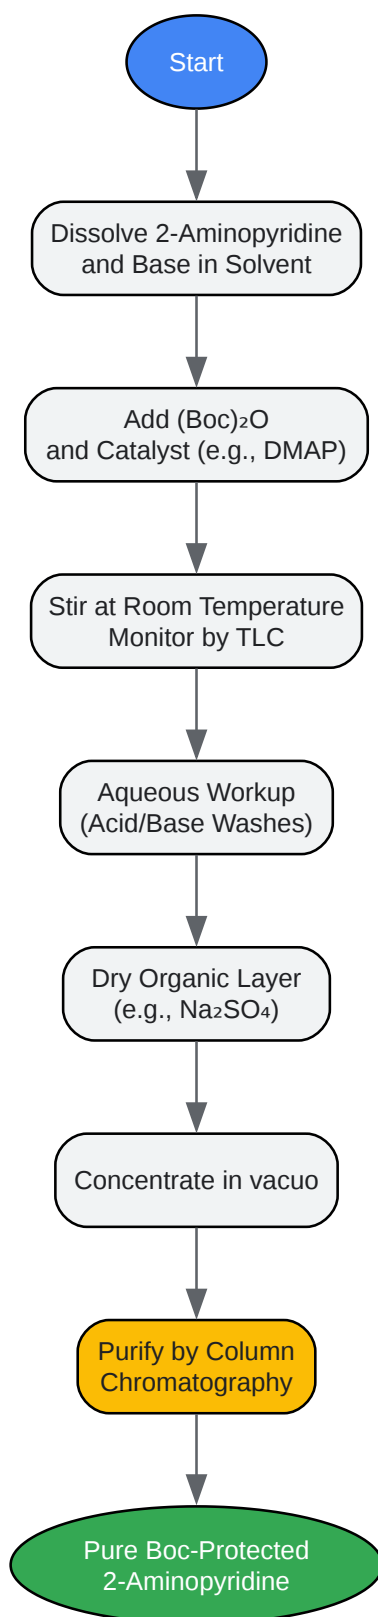 Start
Dissolve 2-Aminopyridine
and Base in Solvent
Add (Boc)₂O
and Catalyst (e.g., DMAP)
Stir at Room Temperature
Monitor by TLC
Aqueous Workup
(Acid/Base Washes)
Dry Organic Layer
(e.g., Na₂SO₄)
Concentrate in vacuo
Purify by Column
Chromatography
Pure Boc-Protected
2-Aminopyridine